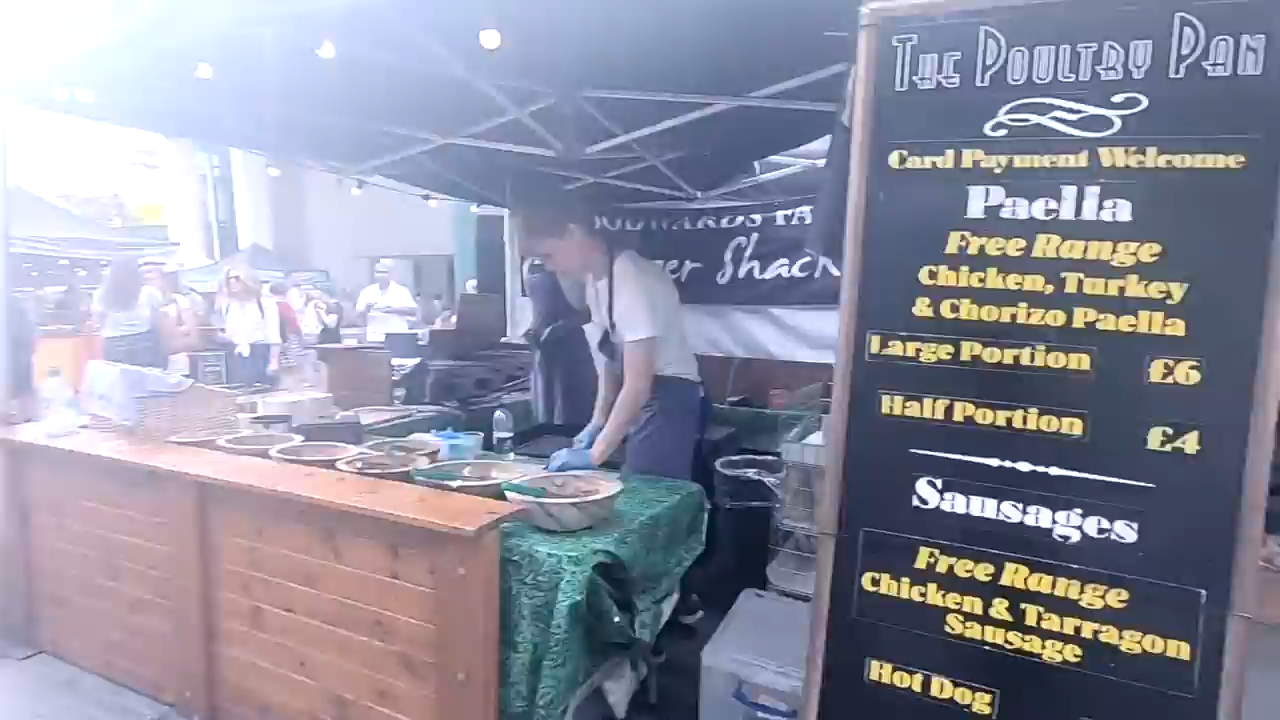 The Poultry Pan
Card Payment Welcome
Paella
Free Range
Chicken, Turkey
& Chorizo Paella
Large Portion £6
Half Portion £4
Sausages
Free Range
Chicken & Tarragon
Sausage
Hot Dog
Shack